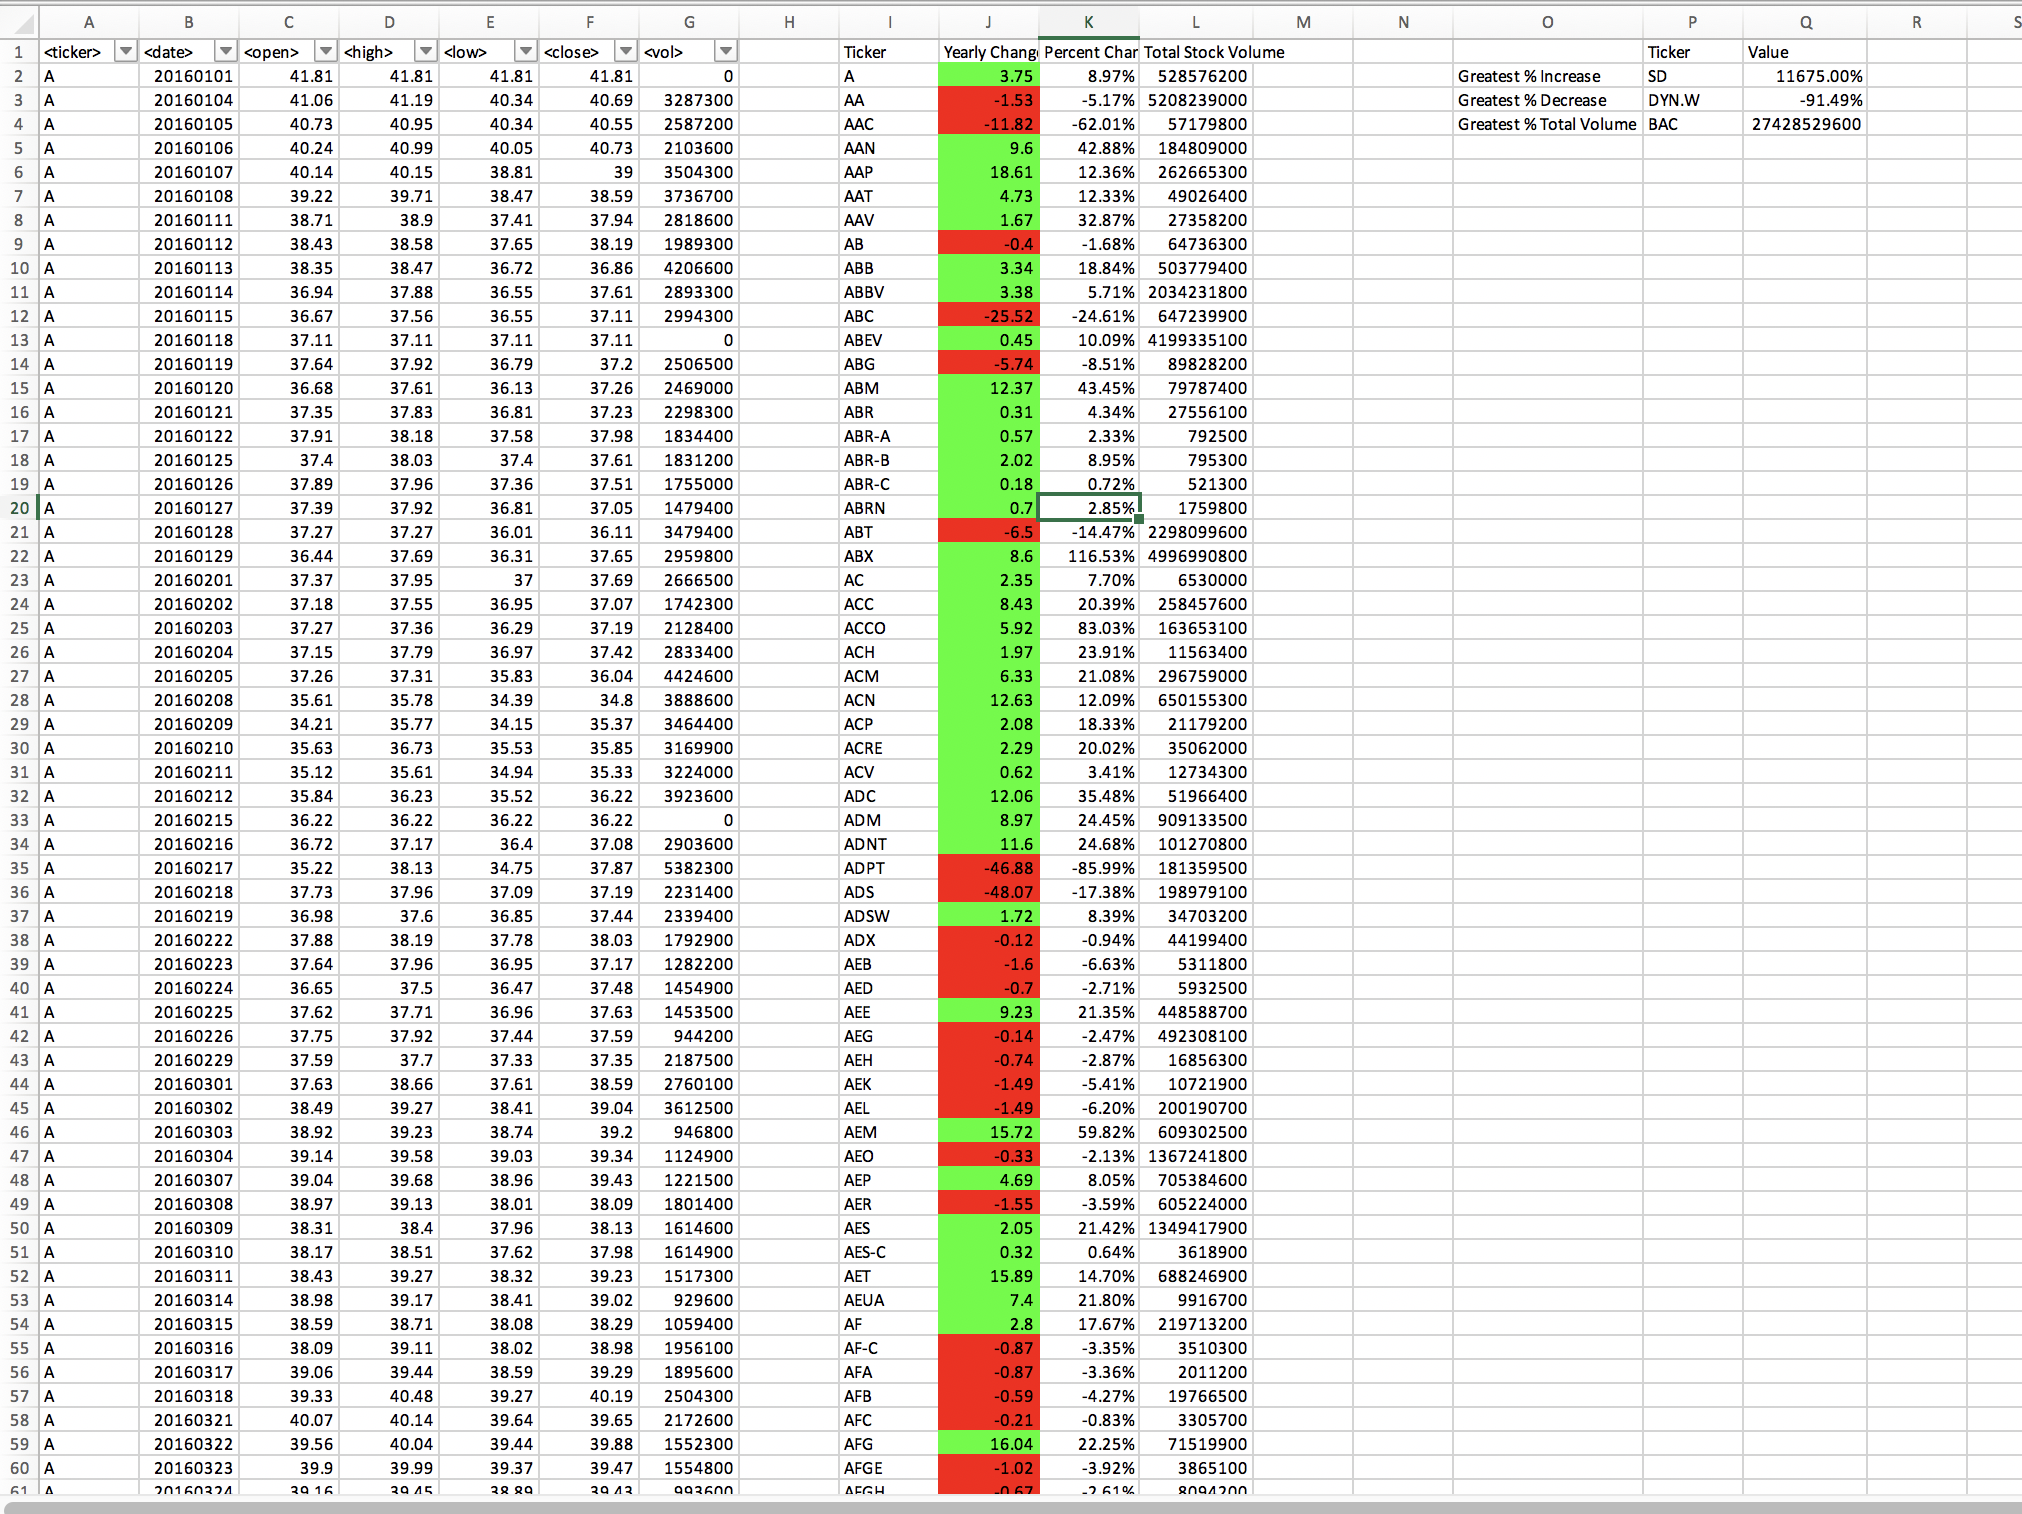 A B C D E F G H I J K L M N O P Q R S
1 <ticker> <date> <open> <high> <low> <close> <vol> Ticker Yearly Chang Percent Char Total Stock Volume Ticker Value
2 A 20160101 41.81 41.81 41.81 41.81 0 A 3.75 8.97% 528576200 Greatest % Increase SD 11675.00%
3 A 20160104 41.06 41.19 40.34 40.69 3287300 AA -1.53 -5.17% 5208239000 Greatest % Decrease DYN.W -91.49%
4 A 20160105 40.73 40.95 40.34 40.55 2587200 AAC -11.82 -62.01% 57179800 Greatest % Total Volume BAC 27428529600
5 A 20160106 40.24 40.99 40.05 40.73 2103600 AAN 9.6 42.88% 184809000
6 A 20160107 40.14 40.15 38.81 39 3504300 AAP 18.61 12.36% 262665300
7 A 20160108 39.22 39.71 38.47 38.59 3736700 AAT 4.73 12.33% 49026400
8 A 20160111 38.71 38.9 37.41 37.94 2818600 AAV 1.67 32.87% 27358200
9 A 20160112 38.43 38.58 37.65 38.19 1989300 AB -0.4 -1.68% 64736300
10 A 20160113 38.35 38.47 36.72 36.86 4206600 ABB 3.34 18.84% 503779400
11 A 20160114 36.94 37.88 36.55 37.61 2893300 ABBV 3.38 5.71% 2034231800
12 A 20160115 36.67 37.56 36.55 37.11 2994300 ABC -25.52 -24.61% 647239900
13 A 20160118 37.11 37.11 37.11 37.11 0 ABEV 0.45 10.09% 4199335100
14 A 20160119 37.64 37.92 36.79 37.2 2506500 ABG -5.74 -8.51% 89828200
15 A 20160120 36.68 37.61 36.13 37.26 2469000 ABM 12.37 43.45% 79787400
16 A 20160121 37.35 37.83 36.81 37.23 2298300 ABR 0.31 4.34% 27556100
17 A 20160122 37.91 38.18 37.58 37.98 1834400 ABR-A 0.57 2.33% 792500
18 A 20160125 37.4 38.03 37.4 37.61 1831200 ABR-B 2.02 8.95% 795300
19 A 20160126 37.89 37.96 37.36 37.51 1755000 ABR-C 0.18 0.72% 521300
20 A 20160127 37.39 37.92 36.81 37.05 1479400 ABRN 0.7 2.85% 1759800
21 A 20160128 37.27 37.27 36.01 36.11 3479400 ABT -6.5 -14.47% 2298099600
22 A 20160129 36.44 37.69 36.31 37.65 2959800 ABX 8.6 116.53% 4996990800
23 A 20160201 37.37 37.95 37 37.69 2666500 AC 2.35 7.70% 6530000
24 A 20160202 37.18 37.55 36.95 37.07 1742300 ACC 8.43 20.39% 258457600
25 A 20160203 37.27 37.36 36.29 37.19 2128400 ACCO 5.92 83.03% 163653100
26 A 20160204 37.15 37.79 36.97 37.42 2833400 ACH 1.97 23.91% 11563400
27 A 20160205 37.26 37.31 35.83 36.04 4424600 ACM 6.33 21.08% 296759000
28 A 20160208 35.61 35.78 34.39 34.8 3888600 ACN 12.63 12.09% 650155300
29 A 20160209 34.21 35.77 34.15 35.37 3464400 ACP 2.08 18.33% 21179200
30 A 20160210 35.63 36.73 35.53 35.85 3169900 ACRE 2.29 20.02% 35062000
31 A 20160211 35.12 35.61 34.94 35.33 3224000 ACV 0.62 3.41% 12734300
32 A 20160212 35.84 36.23 35.52 36.22 3923600 ADC 12.06 35.48% 51966400
33 A 20160215 36.22 36.22 36.22 36.22 0 ADM 8.97 24.45% 909133500
34 A 20160216 36.72 37.17 36.4 37.08 2903600 ADNT 11.6 24.68% 101270800
35 A 20160217 35.22 38.13 34.75 37.87 5382300 ADPT -46.88 -85.99% 181359500
36 A 20160218 37.73 37.96 37.09 37.19 2231400 ADS -48.07 -17.38% 198979100
37 A 20160219 36.98 37.6 36.85 37.44 2339400 ADSW 1.72 8.39% 34703200
38 A 20160222 37.88 38.19 37.78 38.03 1792900 ADX -0.12 -0.94% 44199400
39 A 20160223 37.64 37.96 36.95 37.17 1282200 AEB -1.6 -6.63% 5311800
40 A 20160224 36.65 37.5 36.47 37.48 1454900 AED -0.7 -2.71% 5932500
41 A 20160225 37.62 37.71 36.96 37.63 1453500 AEE 9.23 21.35% 448588700
42 A 20160226 37.75 37.92 37.44 37.59 944200 AEG -0.14 -2.47% 492308100
43 A 20160229 37.59 37.7 37.33 37.35 2187500 AEH -0.74 -2.87% 16856300
44 A 20160301 37.63 38.66 37.61 38.59 2760100 AEK -1.49 -5.41% 10721900
45 A 20160302 38.49 39.27 38.41 39.04 3612500 AEL -1.49 -6.20% 200190700
46 A 20160303 38.92 39.23 38.74 39.2 946800 AEM 15.72 59.82% 609302500
47 A 20160304 39.14 39.58 39.03 39.34 1124900 AEO -0.33 -2.13% 1367241800
48 A 20160307 39.04 39.68 38.96 39.43 1221500 AEP 4.69 8.05% 705384600
49 A 20160308 38.97 39.13 38.01 38.09 1801400 AER -1.55 -3.59% 605224000
50 A 20160309 38.31 38.4 37.96 38.13 1614600 AES 2.05 21.42% 1349417900
51 A 20160310 38.17 38.51 37.62 37.98 1614900 AES-C 0.32 0.64% 3618900
52 A 20160311 38.43 39.27 38.32 39.23 1517300 AET 15.89 14.70% 688246900
53 A 20160314 38.98 39.17 38.41 39.02 929600 AEUA 7.4 21.80% 9916700
54 A 20160315 38.59 38.71 38.08 38.29 1059400 AF 2.8 17.67% 219713200
55 A 20160316 38.09 39.11 38.02 38.98 1956100 AF-C -0.87 -3.35% 3510300
56 A 20160317 39.06 39.44 38.59 39.29 1895600 AFA -0.87 -3.36% 2011200
57 A 20160318 39.33 40.48 39.27 40.19 2504300 AFB -0.59 -4.27% 19766500
58 A 20160321 40.07 40.14 39.64 39.65 2172600 AFC -0.21 -0.83% 3305700
59 A 20160322 39.56 40.04 39.44 39.88 1552300 AFG 16.04 22.25% 71519900
60 A 20160323 39.9 39.99 39.37 39.47 1554800 AFGE -1.02 -3.92% 3865100
61 A 20160324 39.16 39.45 38.89 39.43 993600 AFGH -0.67 -2.61% 8094200